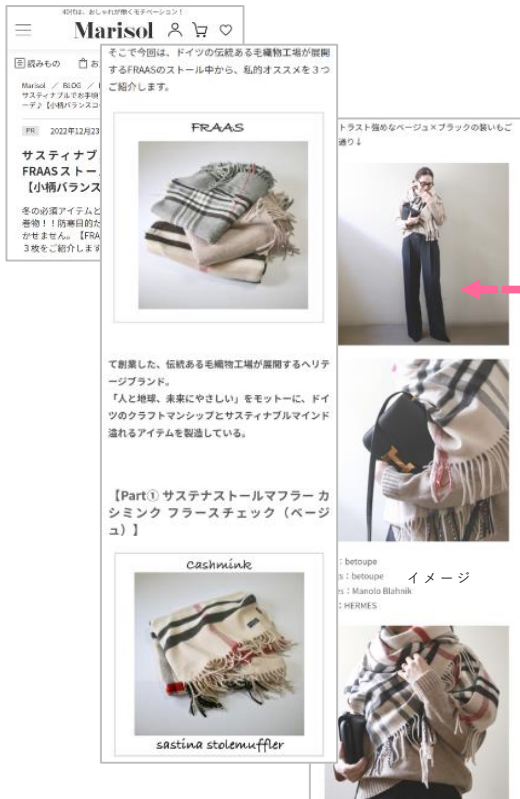 40代は、おしゃれが働くモチベーション！
Marisol
読みもの
Marisol ／ BLOG ／
サスティナブルでお手頃
ーデ♪【小柄バランスコ
PR 2022年12月23
サスティナブ
FRAASストー
【小柄バランス
冬の必須アイテムと
巻物！！防寒目的だ
かせません。【FRA
３枚をご紹介します
そこで今回は、ドイツの伝統ある毛織物工場が展開
するFRAASのストール中から、私的オススメを３つ
ご紹介します。
FRAAS
て創業した、伝統ある毛織物工場が展開するヘリテ
ージブランド。
「人と地球、未来にやさしい」をモットーに、ドイ
ツのクラフトマンシップとサスティナブルマインド
溢れるアイテムを製造している。
【Part① サステナストールマフラー カ
シミンク フラースチェック（ベージ
ュ）】
Cashmink
sastina stolemuffler
トラスト強めなベージュ×ブラックの装いもご
通り↓
: betoupe
s : betoupe
es : Manolo Blahnik
: HERMES
イメージ